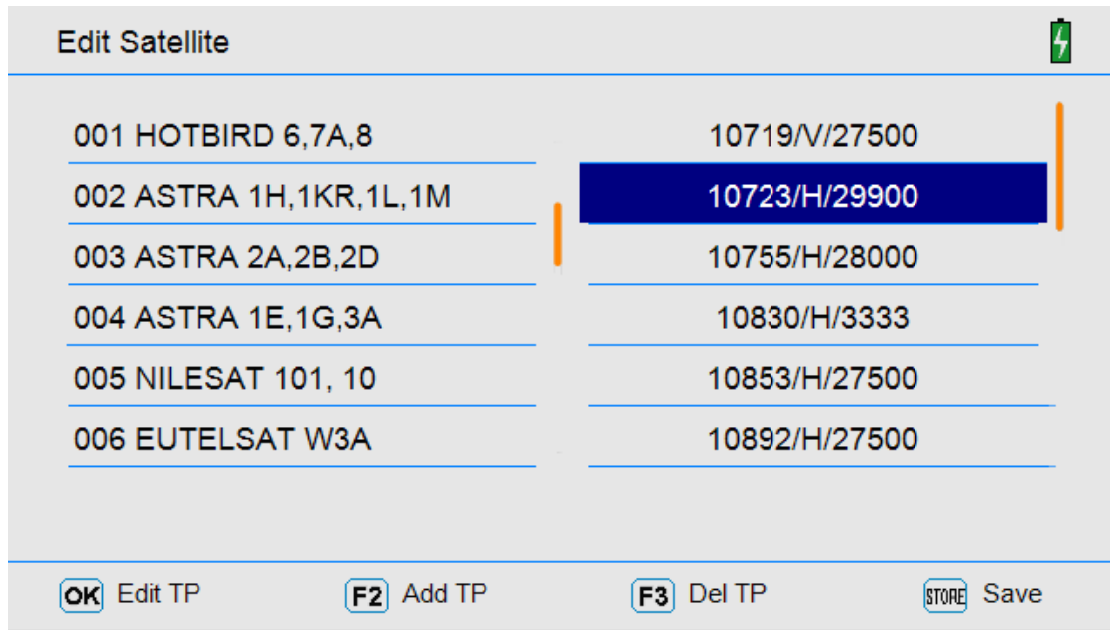 Edit Satellite
001 HOTBIRD 6,7A,8
10719/V/27500
002 ASTRA 1H,1KR,1L,1M
10723/H/29900
003 ASTRA 2A,2B,2D
10755/H/28000
004 ASTRA 1E,1G,3A
10830/H/3333
005 NILESAT 101, 10
10853/H/27500
006 EUTELSAT W3A
10892/H/27500
OK Edit TP F2 Add TP F3 Del TP STORE Save